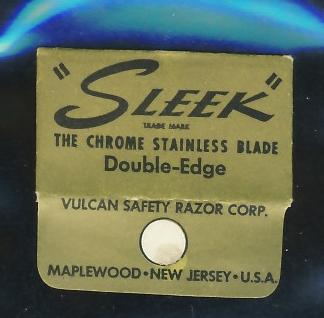 "SLEEK"
TRADE MARK
THE CHROME STAINLESS BLADE
Double-Edge
VULCAN SAFETY RAZOR CORP.
MAPLEWOOD • NEW JERSEY • U.S.A.